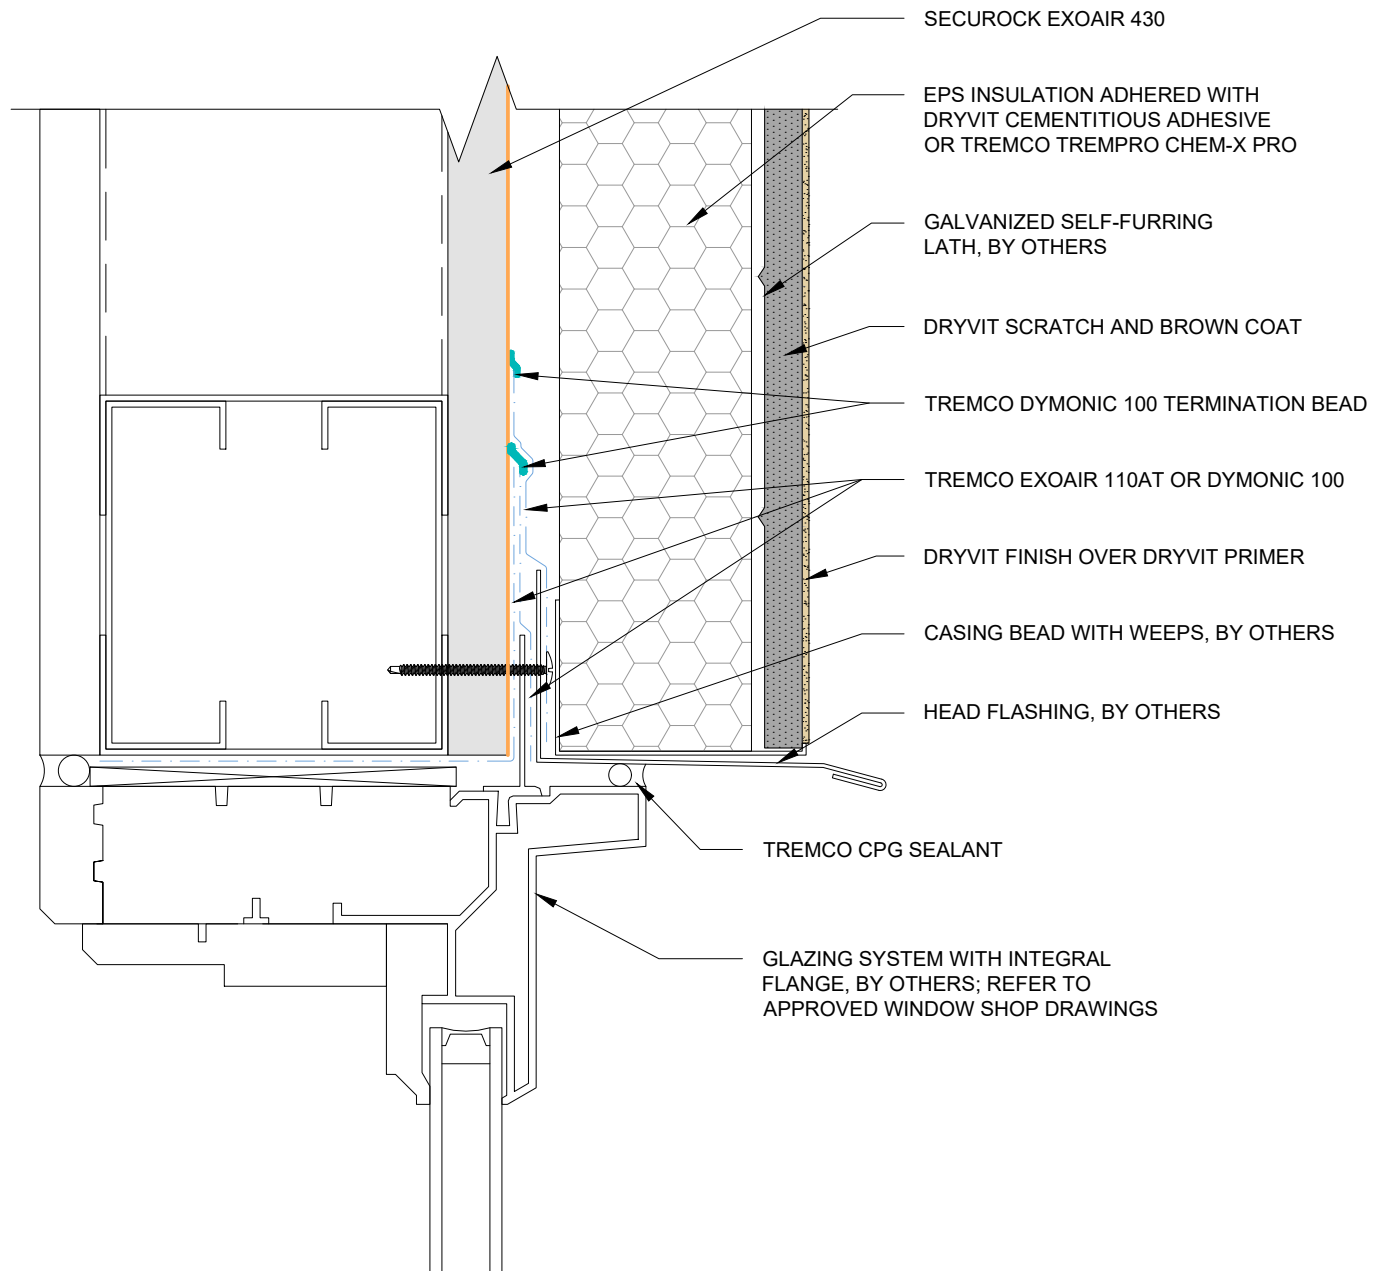 SECUROCK EXOAIR 430
EPS INSULATION ADHERED WITH
DRYVIT CEMENTITIOUS ADHESIVE
OR TREMCO TREMPRO CHEM-X PRO
GALVANIZED SELF-FURRING
LATH, BY OTHERS
DRYVIT SCRATCH AND BROWN COAT
TREMCO DYMONIC 100 TERMINATION BEAD
TREMCO EXOAIR 110AT OR DYMONIC 100
DRYVIT FINISH OVER DRYVIT PRIMER
CASING BEAD WITH WEEPS, BY OTHERS
HEAD FLASHING, BY OTHERS
TREMCO CPG SEALANT
GLAZING SYSTEM WITH INTEGRAL
FLANGE, BY OTHERS; REFER TO
APPROVED WINDOW SHOP DRAWINGS